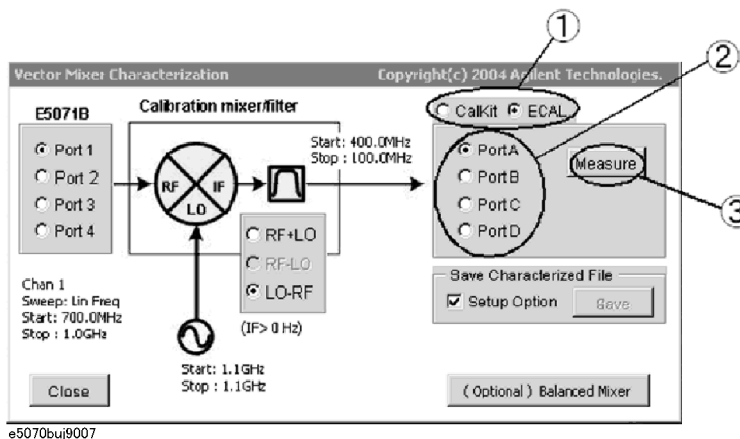 1
2
Vector Mixer Characterization Copyright(c) 2004 Agilent Technologies.
E5071B
Port 1
Port 2
Port 3
Port 4
Calibration mixer/filter
RF IF
LO
Start: 400.0MHz
Stop : 100.0MHz
RF+LO
RF-LO
LO-RF
(IF> 0 Hz)
CalKit ECAL
PortA
PortB
PortC
PortD
Measure
3
Save Characterized File
Setup Option Save
Chan 1
Sweep: Lin Freq
Start: 700.0MHz
Stop : 1.0GHz
Start: 1.1GHz
Stop : 1.1GHz
Close
( Optional ) Balanced Mixer
e5070buj9007